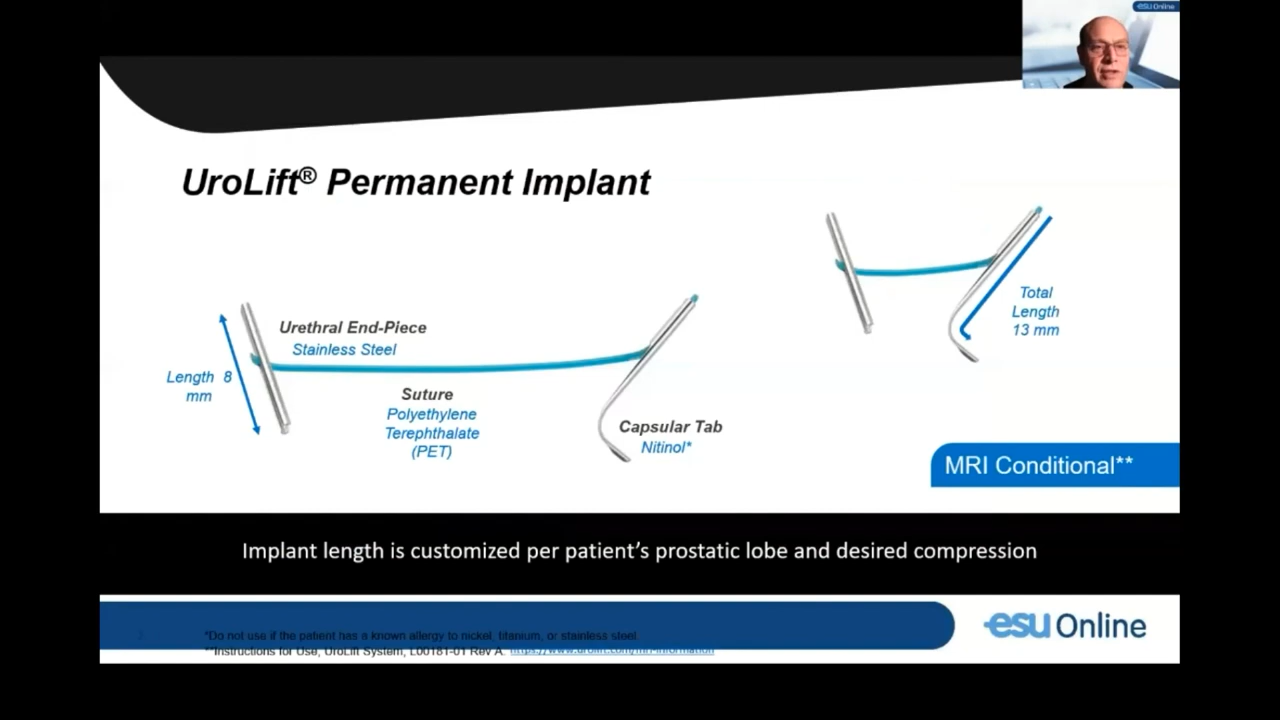 esu Online
UroLift® Permanent Implant
Total
Length
13 mm
Urethral End-Piece
Stainless Steel
Length 8
mm
Suture
Polyethylene
Terephthalate
(PET)
Capsular Tab
Nitinol*
MRI Conditional**
Implant length is customized per patient’s prostatic lobe and desired compression
*Do not use if the patient has a known allergy to nickel, titanium, or stainless steel.
**Instructions for Use, UroLift System, L00181-01 Rev A. https://www.urolift.com/mri-information
esu Online